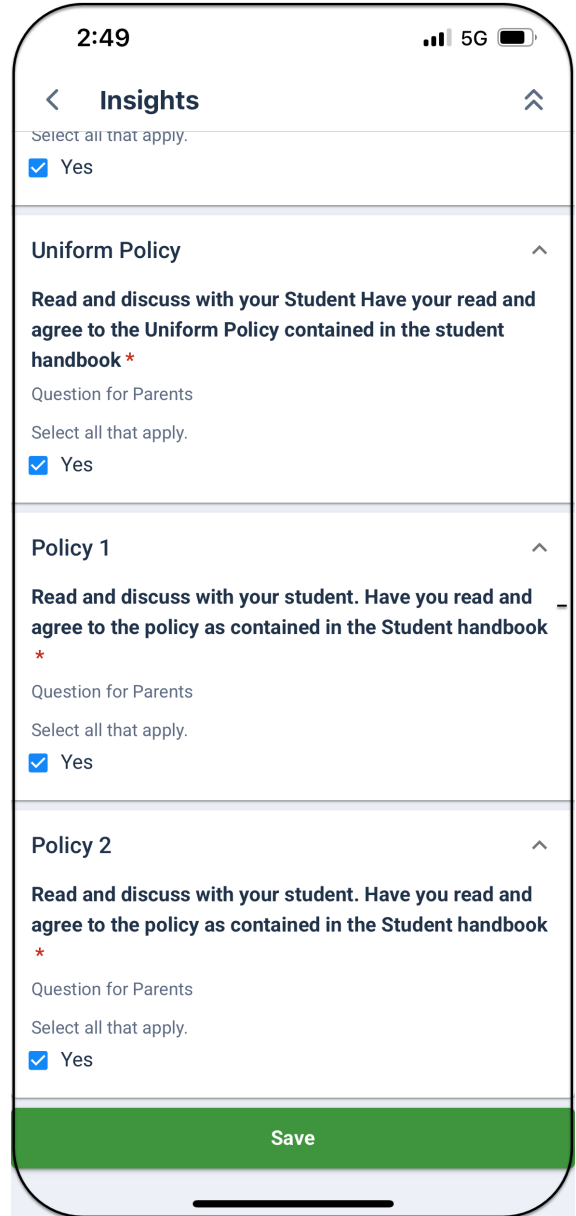 2:49 5G
Insights
Select all that apply.
Yes
Uniform Policy
Read and discuss with your Student Have your read and
agree to the Uniform Policy contained in the student
handbook *
Question for Parents
Select all that apply.
Yes
Policy 1
Read and discuss with your student. Have you read and
agree to the policy as contained in the Student handbook
*
Question for Parents
Select all that apply.
Yes
Policy 2
Read and discuss with your student. Have you read and
agree to the policy as contained in the Student handbook
*
Question for Parents
Select all that apply.
Yes
Save